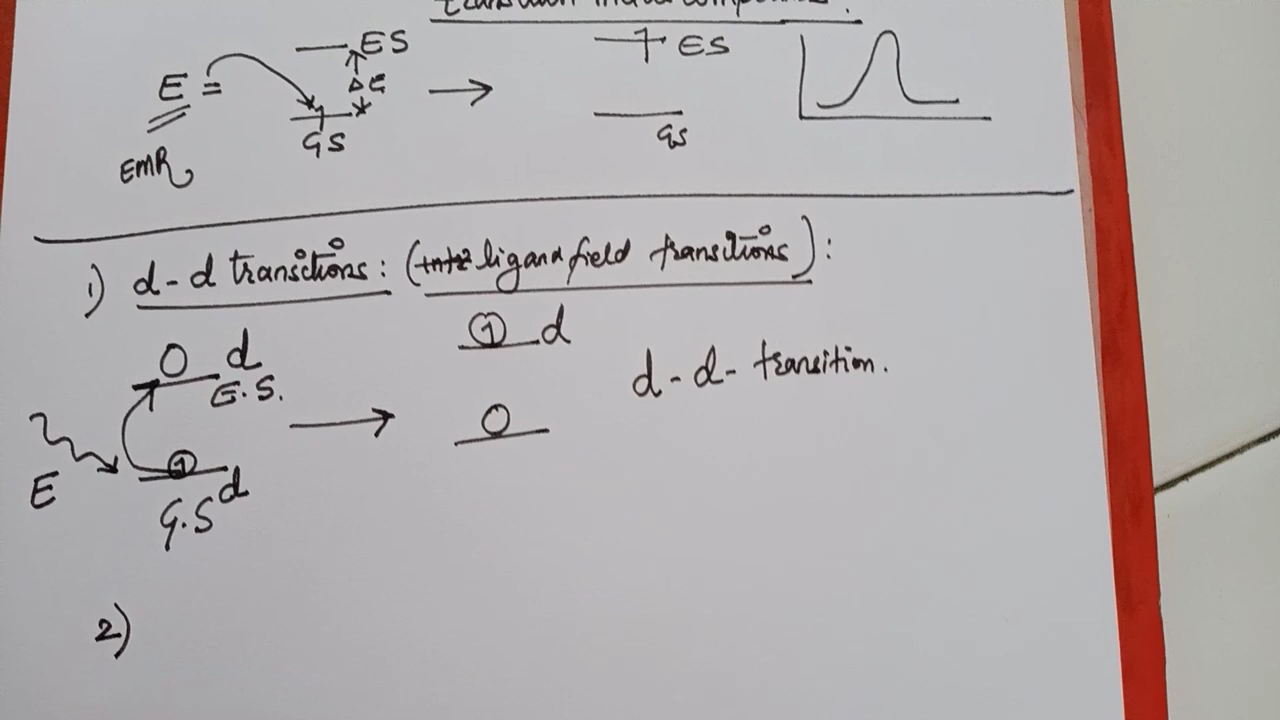 ES
ES
E =
ΔE
GS
GS
EMR
1) d-d transitions: (ligand field transitions):
d
d
E.S.
d-d-transition.
E
d
G.S
2)